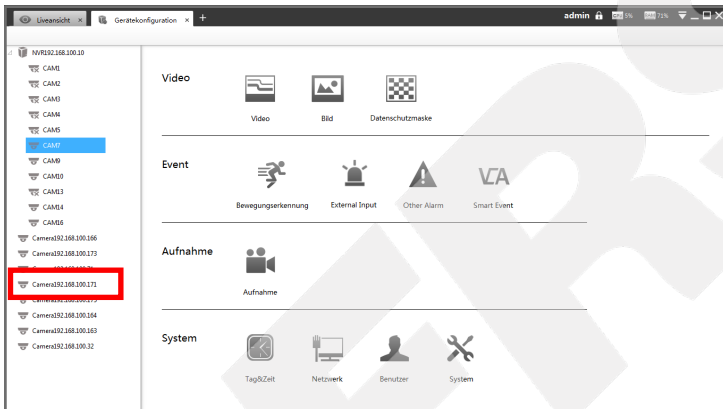 Liveansicht × Gerätekonfiguration × +
admin CPU 5% 71%
NVR192.168.100.10
CAM1
CAM2
CAM3
CAM4
CAM5
CAM7
CAM9
CAM10
CAM13
CAM14
CAM16
Camera192.168.100.166
Camera192.168.100.173
Camera192.168.100.171
Camera192.168.100.164
Camera192.168.100.163
Camera192.168.100.32
Video
Video Bild Datenschutzmaske
Event
VCA
Bewegungserkennung External Input Other Alarm Smart Event
Aufnahme
Aufnahme
System
Tag&Zeit Netzwerk Benutzer System